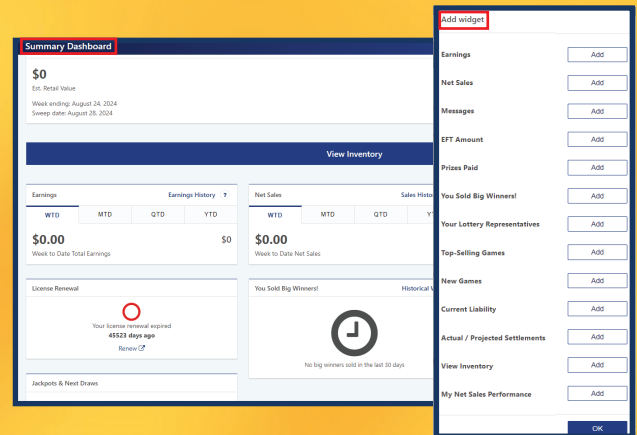 Summary Dashboard
$0
Est. Retail Value
Week ending: August 24, 2024
Sweep date: August 28, 2024
View Inventory
Earnings
Earnings History ?
WTD MTD QTD YTD
$0.00 $0
Week to Date Total Earnings
Net Sales
Sales Histo
WTD MTD QTD Y
$0.00
Week to Date Net Sales
License Renewal
Your license renewal expired
45523 days ago
Renew
You Sold Big Winners!
Historical
No big winners sold in the last 30 days
Jackpots & Next Draws
Add widget
Earnings Add
Net Sales Add
Messages Add
EFT Amount Add
Prizes Paid Add
You Sold Big Winners! Add
Your Lottery Representatives Add
Top-Selling Games Add
New Games Add
Current Liability Add
Actual / Projected Settlements Add
View Inventory Add
My Net Sales Performance Add
OK